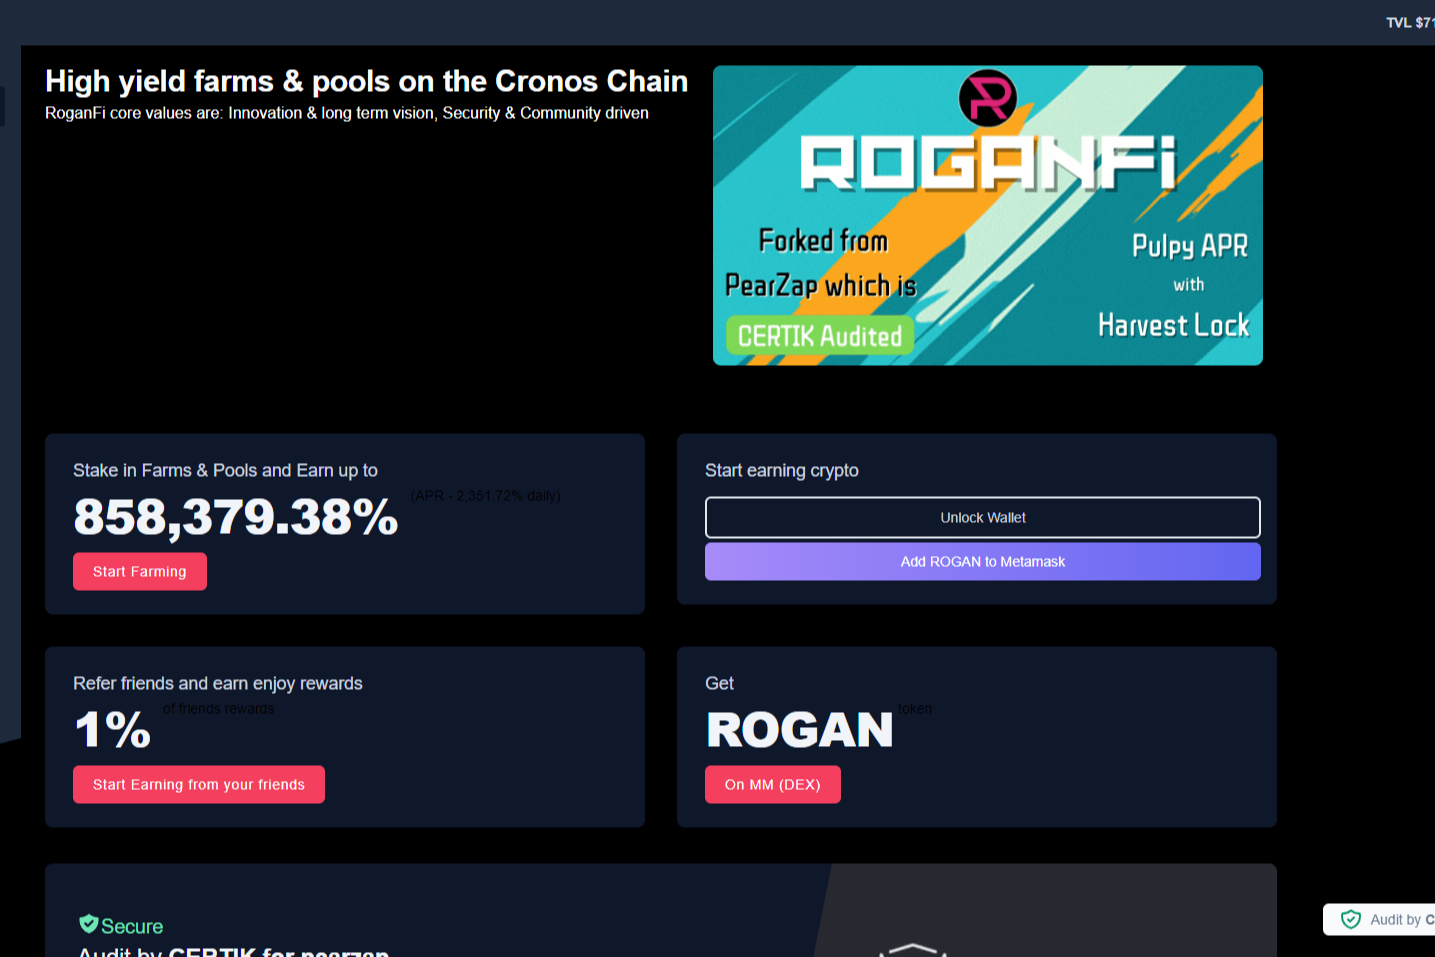 TVL $71
High yield farms & pools on the Cronos Chain
RoganFi core values are: Innovation & long term vision, Security & Community driven
ROGANFi
Forked from
PearZap which is
CERTIK Audited
Pulpy APR
with
Harvest Lock
Stake in Farms & Pools and Earn up to
858,379.38% (APR - 2,351.72% daily)
Start Farming
Start earning crypto
Unlock Wallet
Add ROGAN to Metamask
Refer friends and earn enjoy rewards
1% of friends rewards
Start Earning from your friends
Get
ROGAN token
On MM (DEX)
Secure
Audit by CERTIK for pearzap
Audit by C